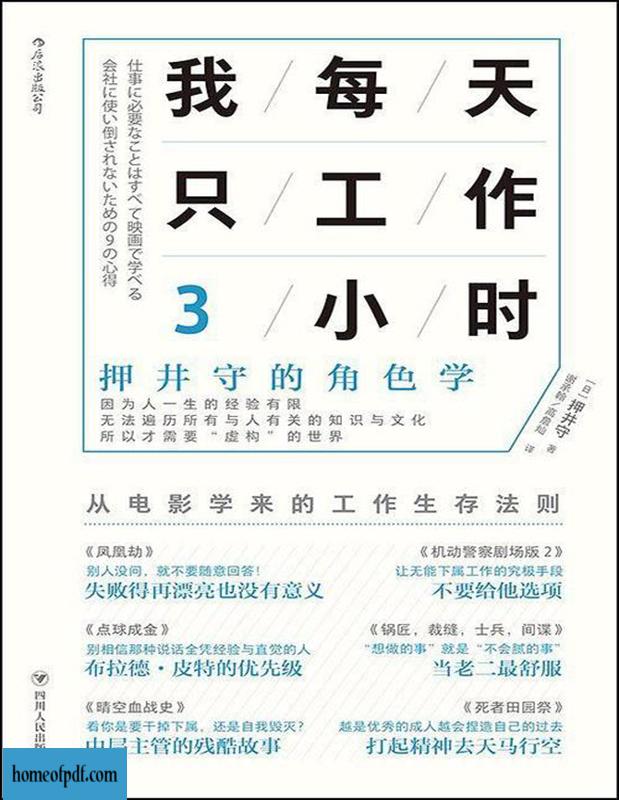 后浪出版公司
仕事に必要なことはすべて映画で学べる
会社に使い倒されないための9の心得
我/每/天
只/工/作
3/小/时
押井守的角色学
因为人一生的经验有限
无法遍历所有与人有关的知识与文化
所以才需要“虚构”的世界
[日] 押井守 著
谢承翰/高詹灿 译
从电影学来的工作生存法则
《凤凰劫》
别人没问,就不要随意回答!
失败得再漂亮也没有意义
《机动警察剧场版2》
让无能下属工作的究极手段
不要给他选项
《点球成金》
别相信那种说话全凭经验与直觉的人
布拉德·皮特的优先级
《锅匠,裁缝,士兵,间谍》
“想做的事”就是“不会腻的事”
当老二最舒服
《晴空血战史》
看你是要干掉下属,还是自我毁灭?
中层主管的残酷故事
《死者田园祭》
越是优秀的成人越会捏造自己的过去
打起精神去天马行空
四川人民出版
homeofpdf.com